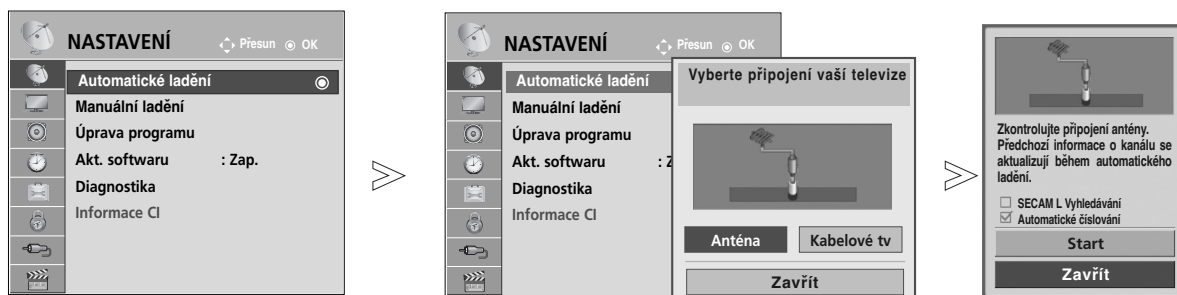 NASTAVENÍ
Přesun OK
Automatické ladění
Manuální ladění
Úprava programu
Akt. softwaru : Zap.
Diagnostika
Informace CI
NASTAVENÍ
Přesun OK
Automatické ladění
Manuální ladění
Úprava programu
Akt. softwaru : Z
Diagnostika
Informace CI
Vyberte připojení vaší televize
Anténa Kabelové tv
Zavřít
Zkontrolujte připojení antény.
Předchozí informace o kanálu se
aktualizují během automatického
ladění.
SECAM L Vyhledávání
Automatické číslování
Start
Zavřít